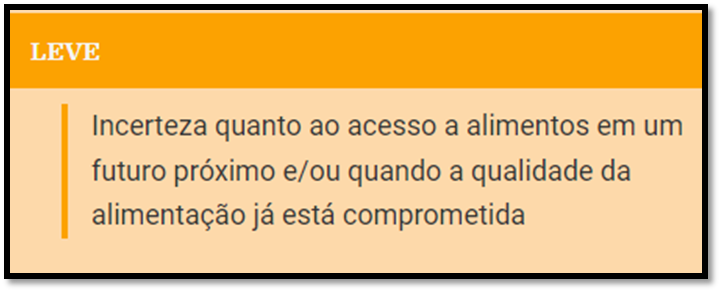 LEVE
Incerteza quanto ao acesso a alimentos em um
futuro próximo e/ou quando a qualidade da
alimentação já está comprometida